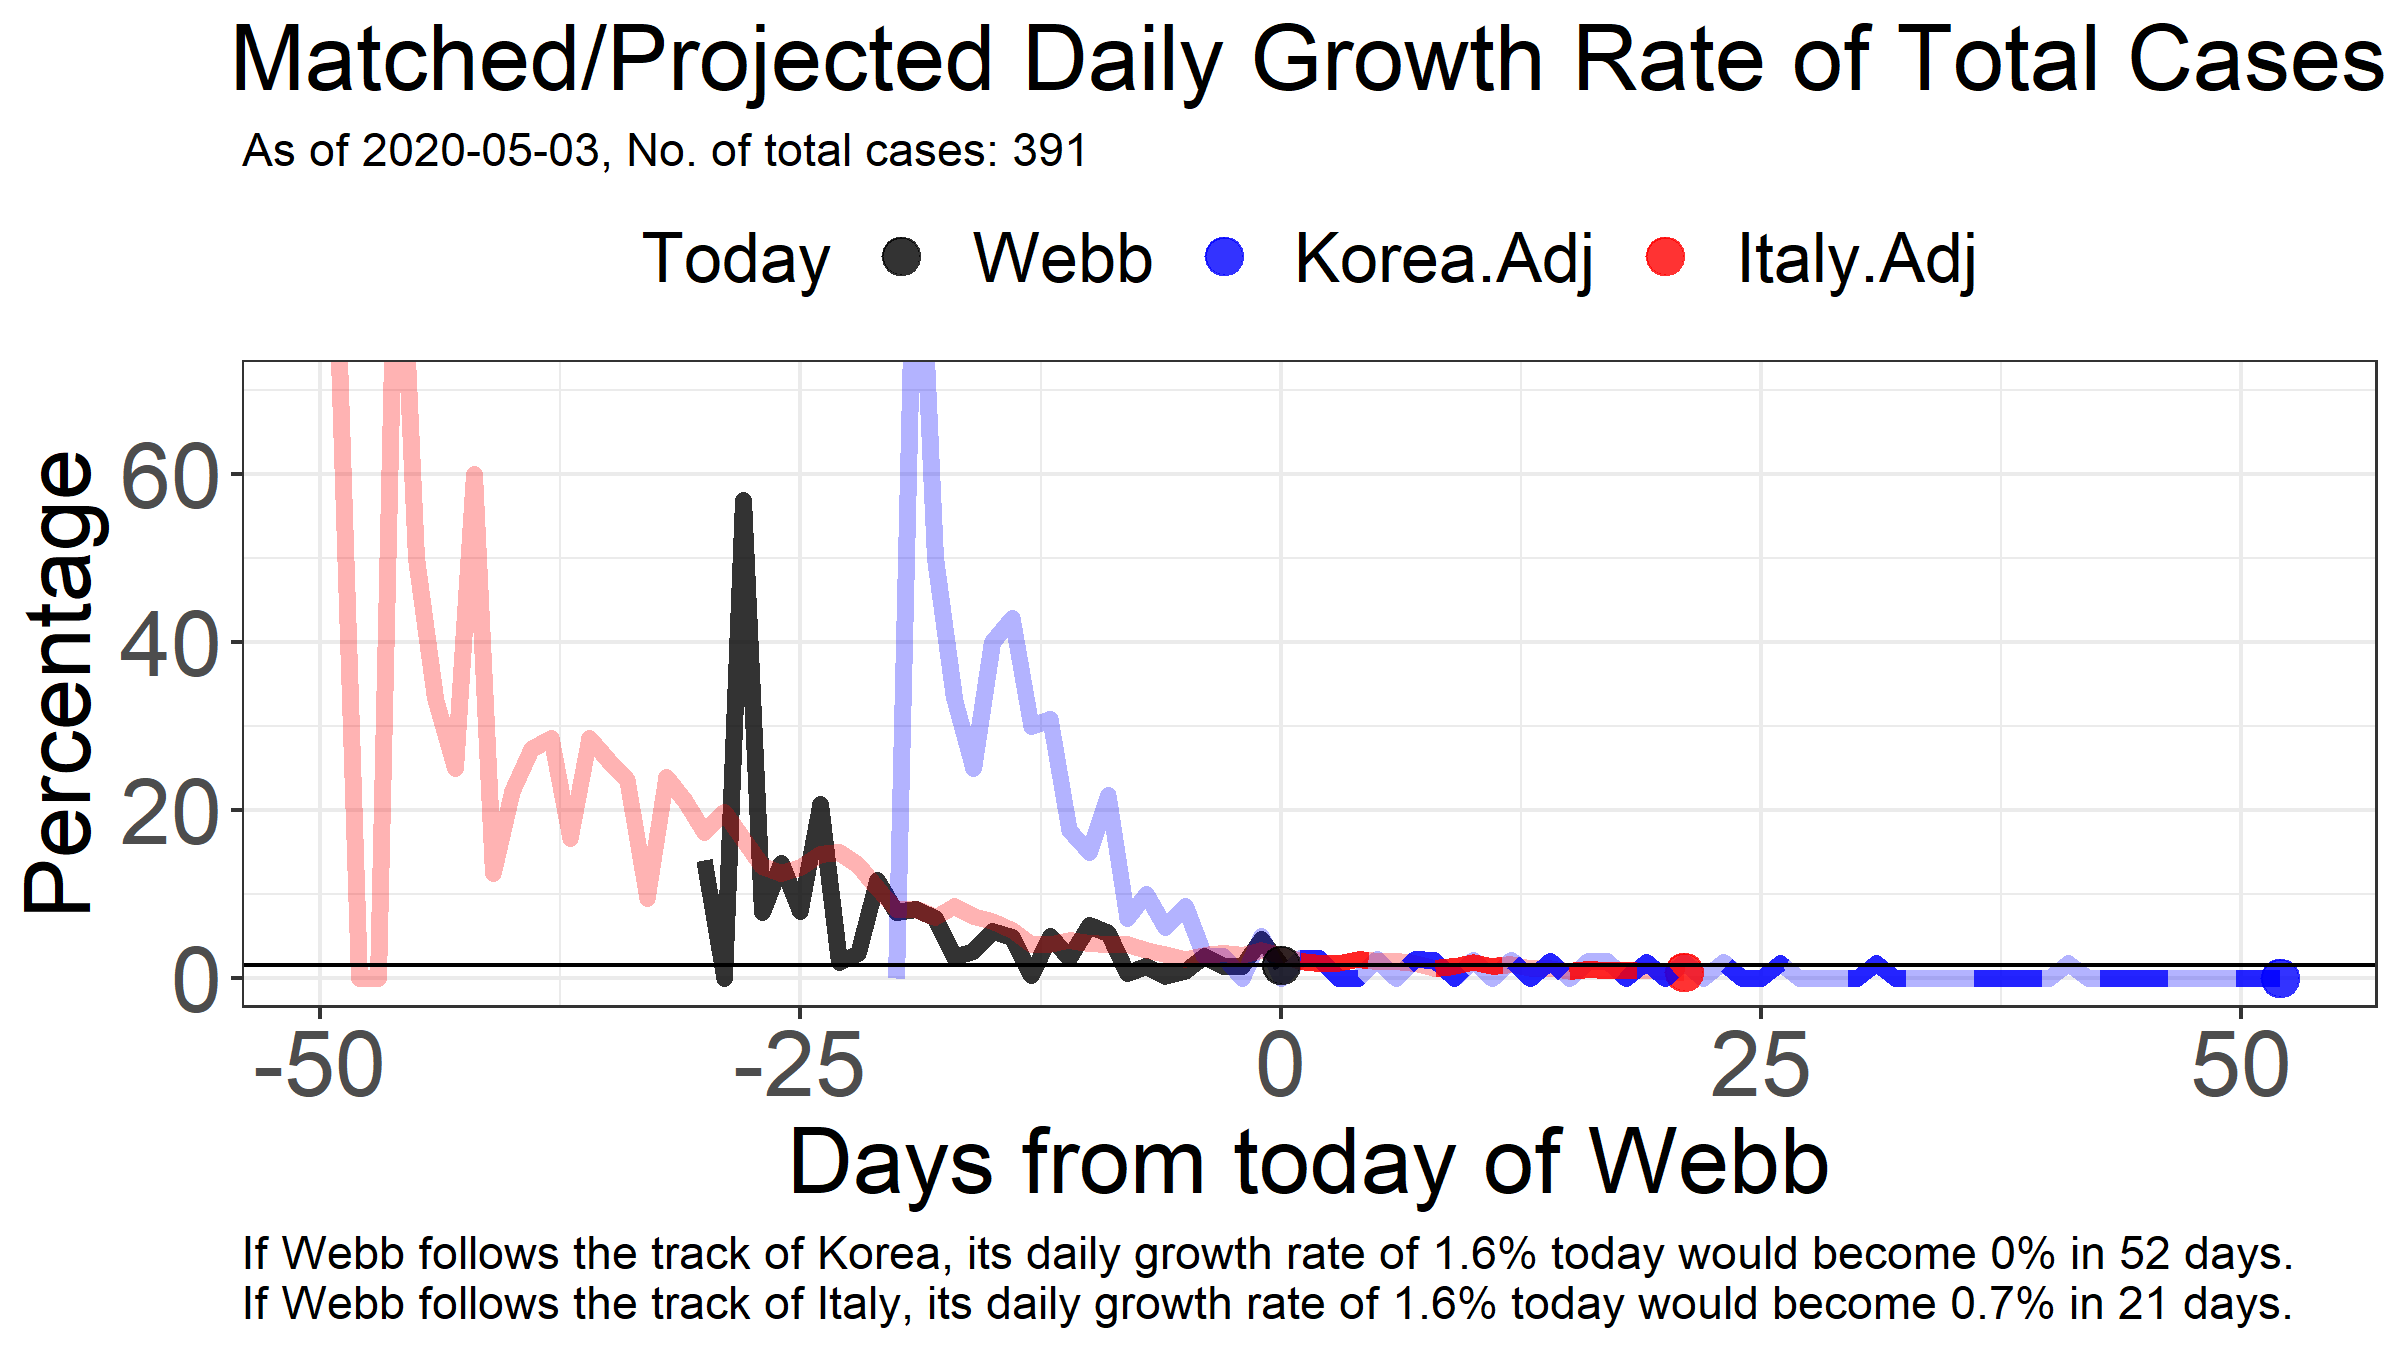 Matched/Projected Daily Growth Rate of Total Cases
As of 2020-05-03, No. of total cases: 391
Today Webb Korea.Adj Italy.Adj
Percentage
60
40
20
0
-50 -25 0 25 50
Days from today of Webb
If Webb follows the track of Korea, its daily growth rate of 1.6% today would become 0% in 52 days.
If Webb follows the track of Italy, its daily growth rate of 1.6% today would become 0.7% in 21 days.